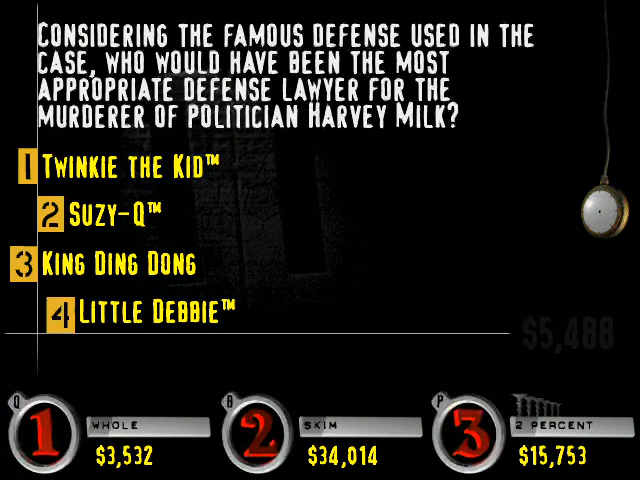 CONSIDERING THE FAMOUS DEFENSE USED IN THE
CASE, WHO WOULD HAVE BEEN THE MOST
APPROPRIATE DEFENSE LAWYER FOR THE
MURDERER OF POLITICIAN HARVEY MILK?
1 TWINKIE THE KID™
2 SUZY-Q™
3 KING DING DONG
4 LITTLE DEBBIE™
$5,488
Q 1 WHOLE $3,532
B 2 SKIM $34,014
P 3 2 PERCENT $15,753